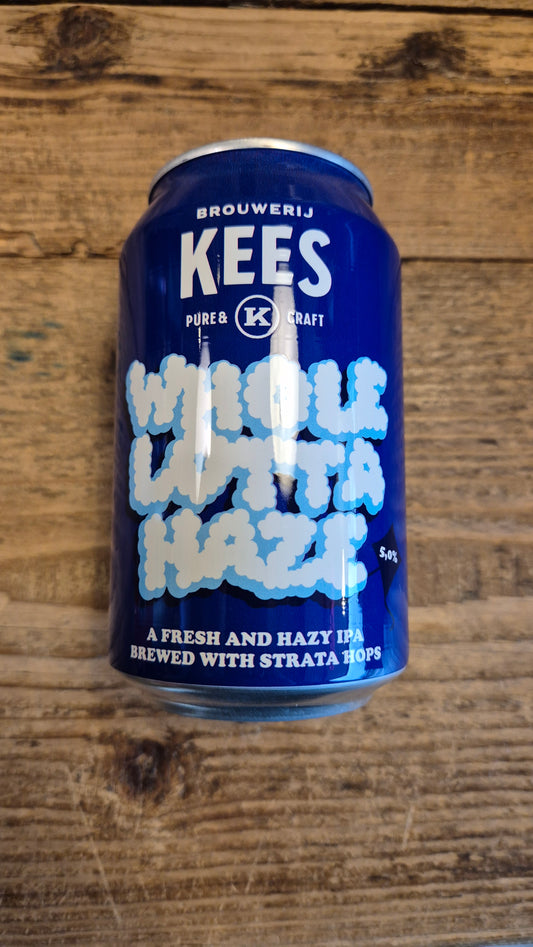 BROUWERIJ
KEES
PURE & K CRAFT
WHOLE
LOTTA
HAZE
5,0%
A FRESH AND HAZY IPA
BREWED WITH STRATA HOPS